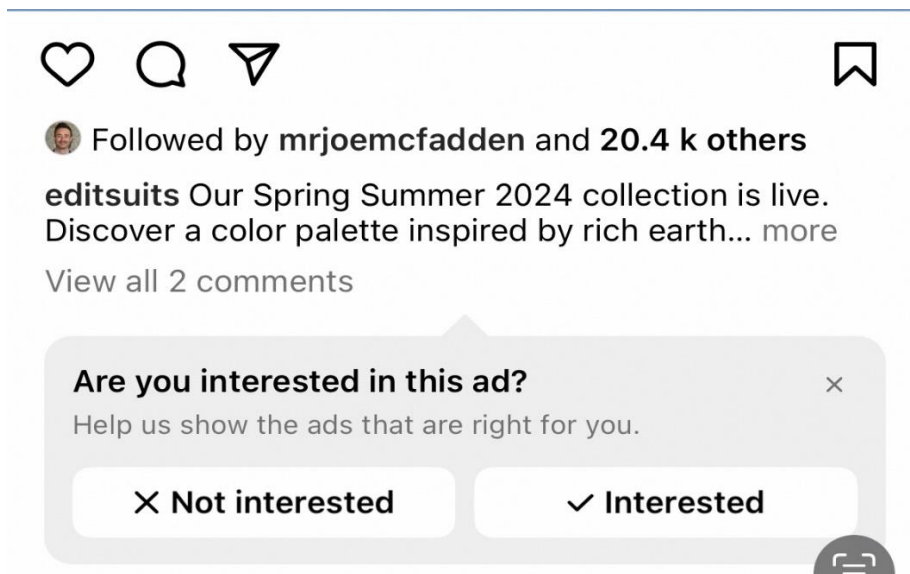 Followed by mrjoemcfadden and 20.4 k others
editsuits Our Spring Summer 2024 collection is live.
Discover a color palette inspired by rich earth... more
View all 2 comments
Are you interested in this ad?
Help us show the ads that are right for you.
Not interested
Interested